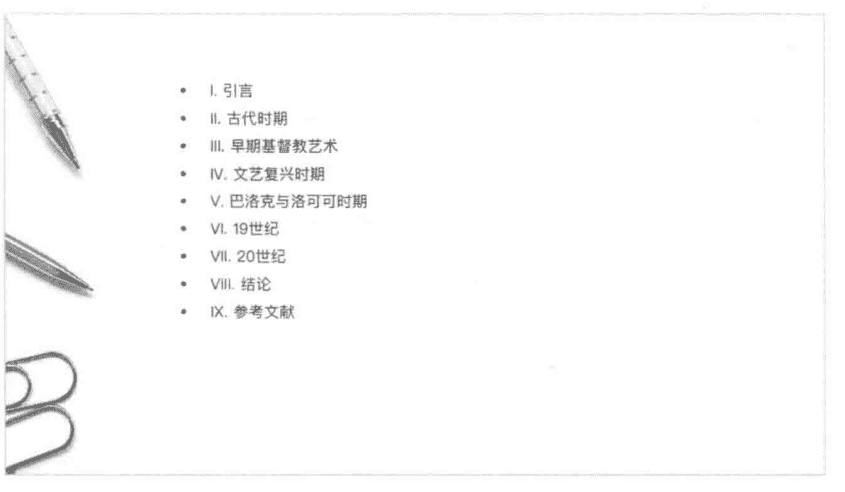 • I. 引言
• II. 古代时期
• III. 早期基督教艺术
• IV. 文艺复兴时期
• V. 巴洛克与洛可可时期
• VI. 19世纪
• VII. 20世纪
• VIII. 结论
• IX. 参考文献